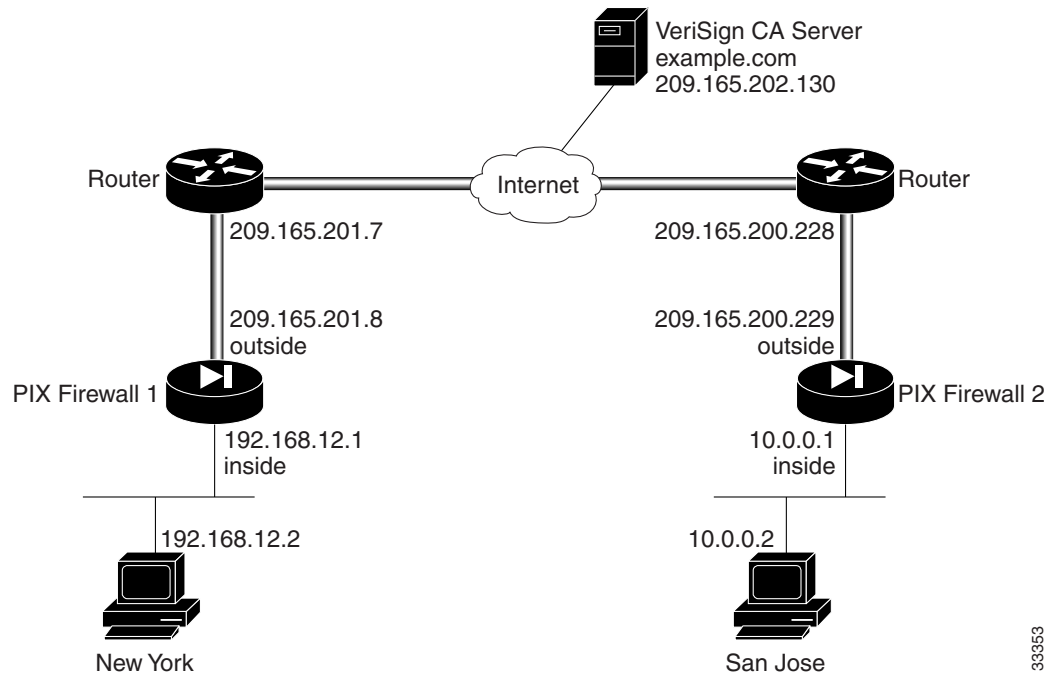 VeriSign CA Server
example.com
209.165.202.130
Router
Internet
Router
209.165.201.7
209.165.200.228
209.165.201.8
outside
209.165.200.229
outside
PIX Firewall 1
PIX Firewall 2
192.168.12.1
inside
10.0.0.1
inside
192.168.12.2
10.0.0.2
New York
San Jose
33353